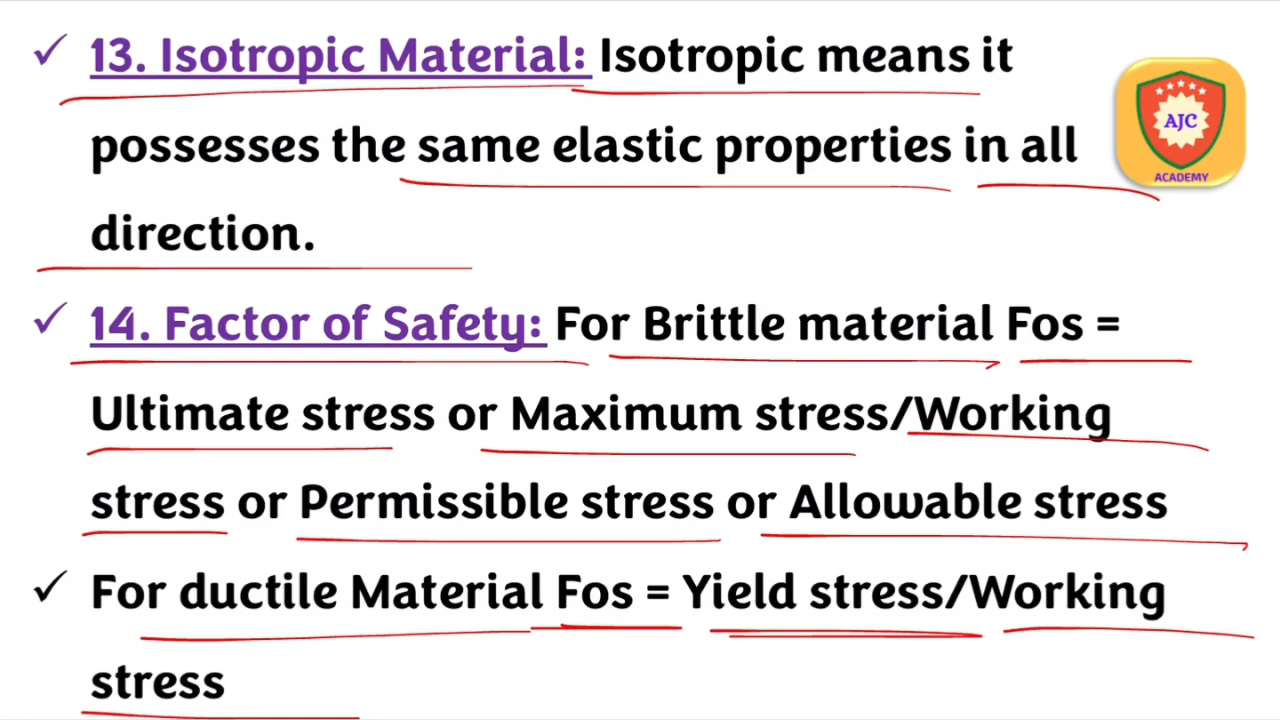 ✓ 13. Isotropic Material: Isotropic means it
possesses the same elastic properties in all
direction.
AJC
ACADEMY
✓ 14. Factor of Safety: For Brittle material Fos =
Ultimate stress or Maximum stress/Working
stress or Permissible stress or Allowable stress
✓ For ductile Material Fos = Yield stress/Working
stress